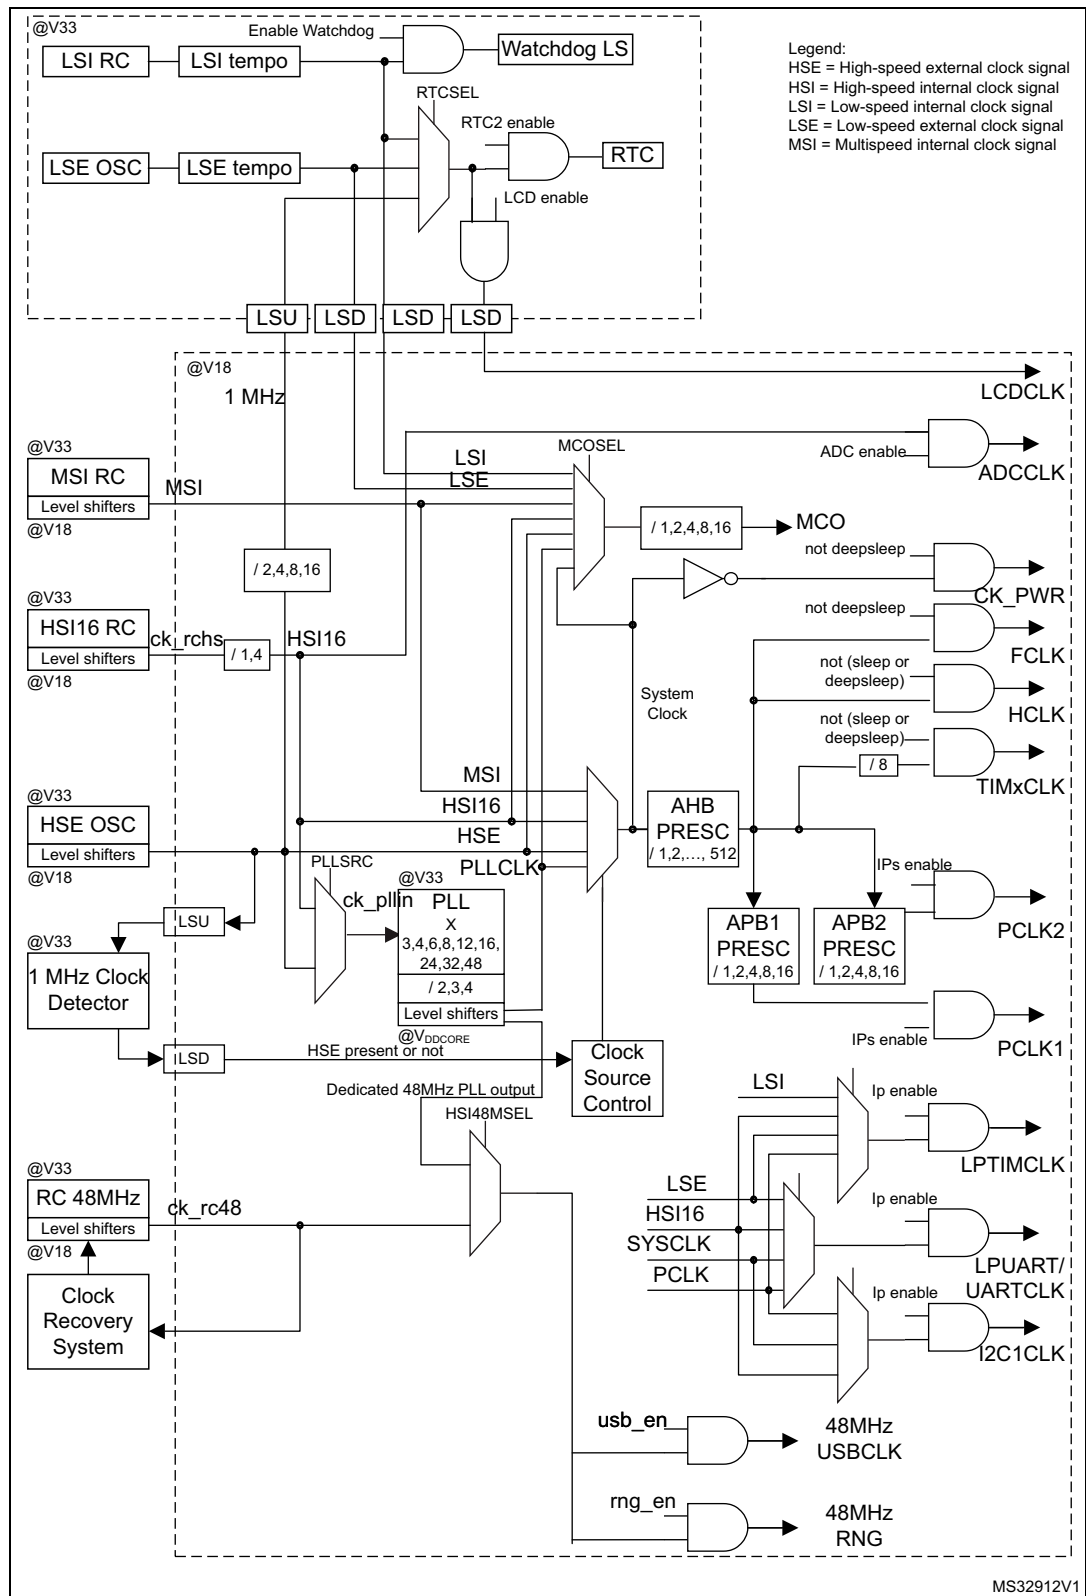 @V33
Enable Watchdog
LSI RC
LSI tempo
Watchdog LS
Legend:
HSE = High-speed external clock signal
HSI = High-speed internal clock signal
LSI = Low-speed internal clock signal
LSE = Low-speed external clock signal
MSI = Multispeed internal clock signal
RTCSEL
RTC2 enable
LSE OSC
LSE tempo
RTC
LCD enable
LSU
LSD
LSD
LSD
@V18
1 MHz
LCDCLK
@V33
MSI RC
Level shifters
@V18
MSI
LSI
LSE
MCOSEL
ADC enable
ADCCLK
/ 1,2,4,8,16
MCO
not deepsleep
CK_PWR
/ 2,4,8,16
@V33
HSI16 RC
Level shifters
@V18
ck_rchs
/ 1,4
HSI16
not deepsleep
FCLK
System
Clock
not (sleep or
deepsleep)
HCLK
not (sleep or
deepsleep)
/ 8
TIMxCLK
MSI
HSI16
HSE
PLLCLK
@V33
HSE OSC
Level shifters
@V18
AHB
PRESC
/ 1,2,..., 512
PLLSRC
ck_pllin
@V33
PLL
X
3,4,6,8,12,16,
24,32,48
/ 2,3,4
Level shifters
@VDDCORE
IPs enable
PCLK2
APB1
PRESC
/ 1,2,4,8,16
APB2
PRESC
/ 1,2,4,8,16
LSU
@V33
1 MHz Clock
Detector
LSD
HSE present or not
Clock
Source
Control
IPs enable
PCLK1
Dedicated 48MHz PLL output
HSI48MSEL
LSI
Ip enable
LPTIMCLK
@V33
RC 48MHz
Level shifters
@V18
ck_rc48
LSE
HSI16
SYSCLK
PCLK
Ip enable
LPUART/
UARTCLK
Clock
Recovery
System
Ip enable
I2C1CLK
usb_en
48MHz
USBCLK
rng_en
48MHz
RNG
MS32912V1